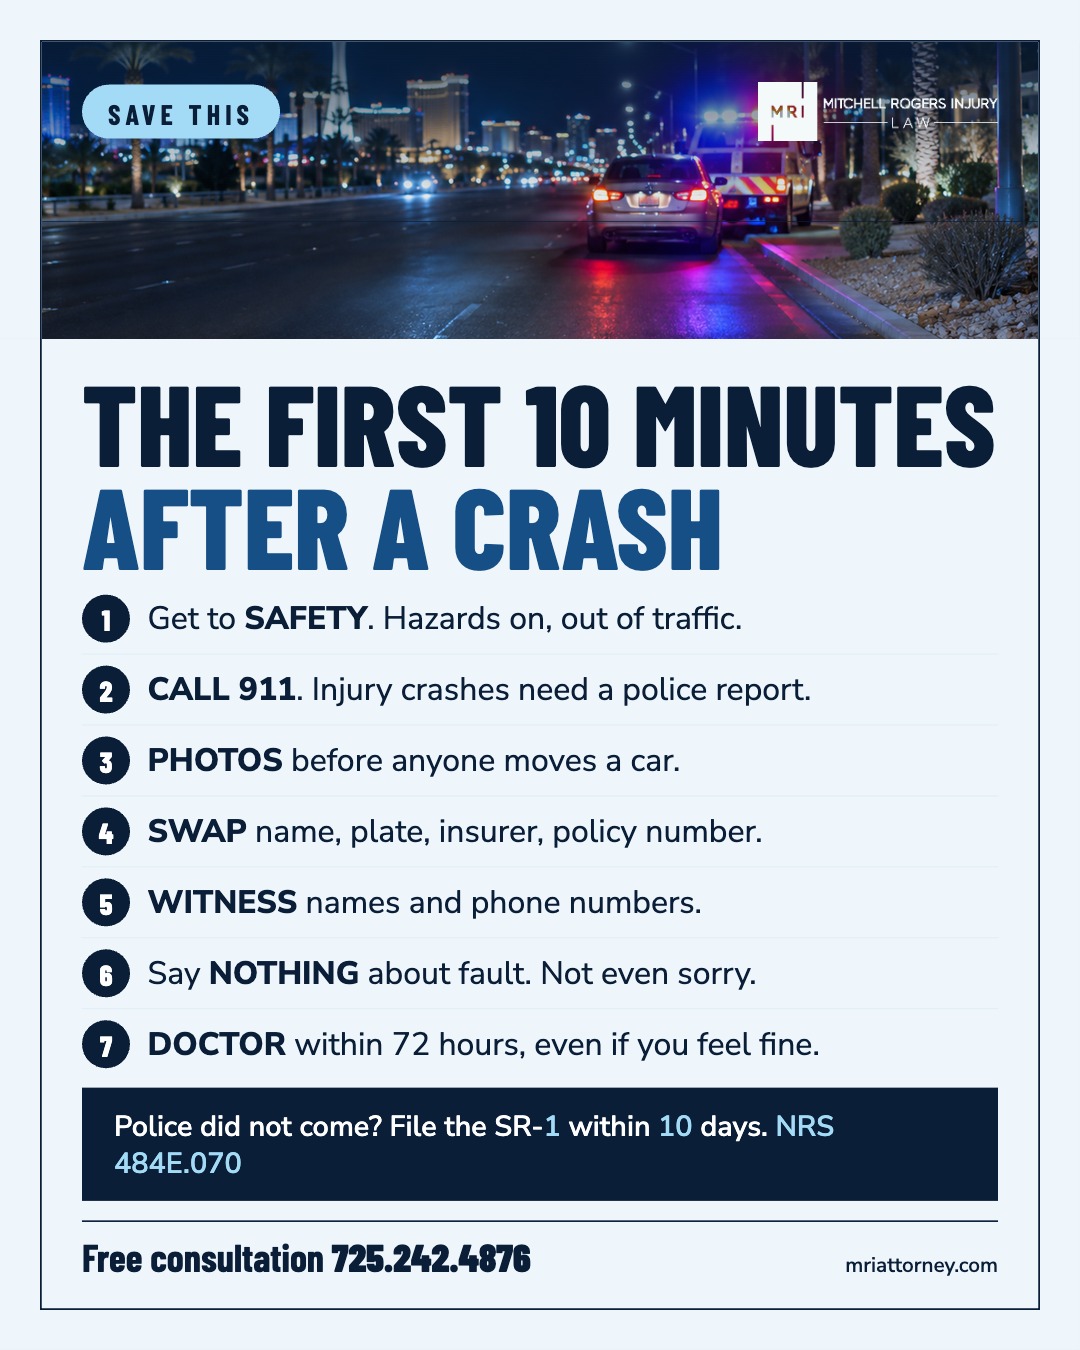 SAVE THIS
MRI
MITCHELL ROGERS INJURY
LAW
THE FIRST 10 MINUTES
AFTER A CRASH
1 Get to SAFETY. Hazards on, out of traffic.
2 CALL 911. Injury crashes need a police report.
3 PHOTOS before anyone moves a car.
4 SWAP name, plate, insurer, policy number.
5 WITNESS names and phone numbers.
6 Say NOTHING about fault. Not even sorry.
7 DOCTOR within 72 hours, even if you feel fine.
Police did not come? File the SR-1 within 10 days. NRS
484E.070
Free consultation 725.242.4876
mriattorney.com